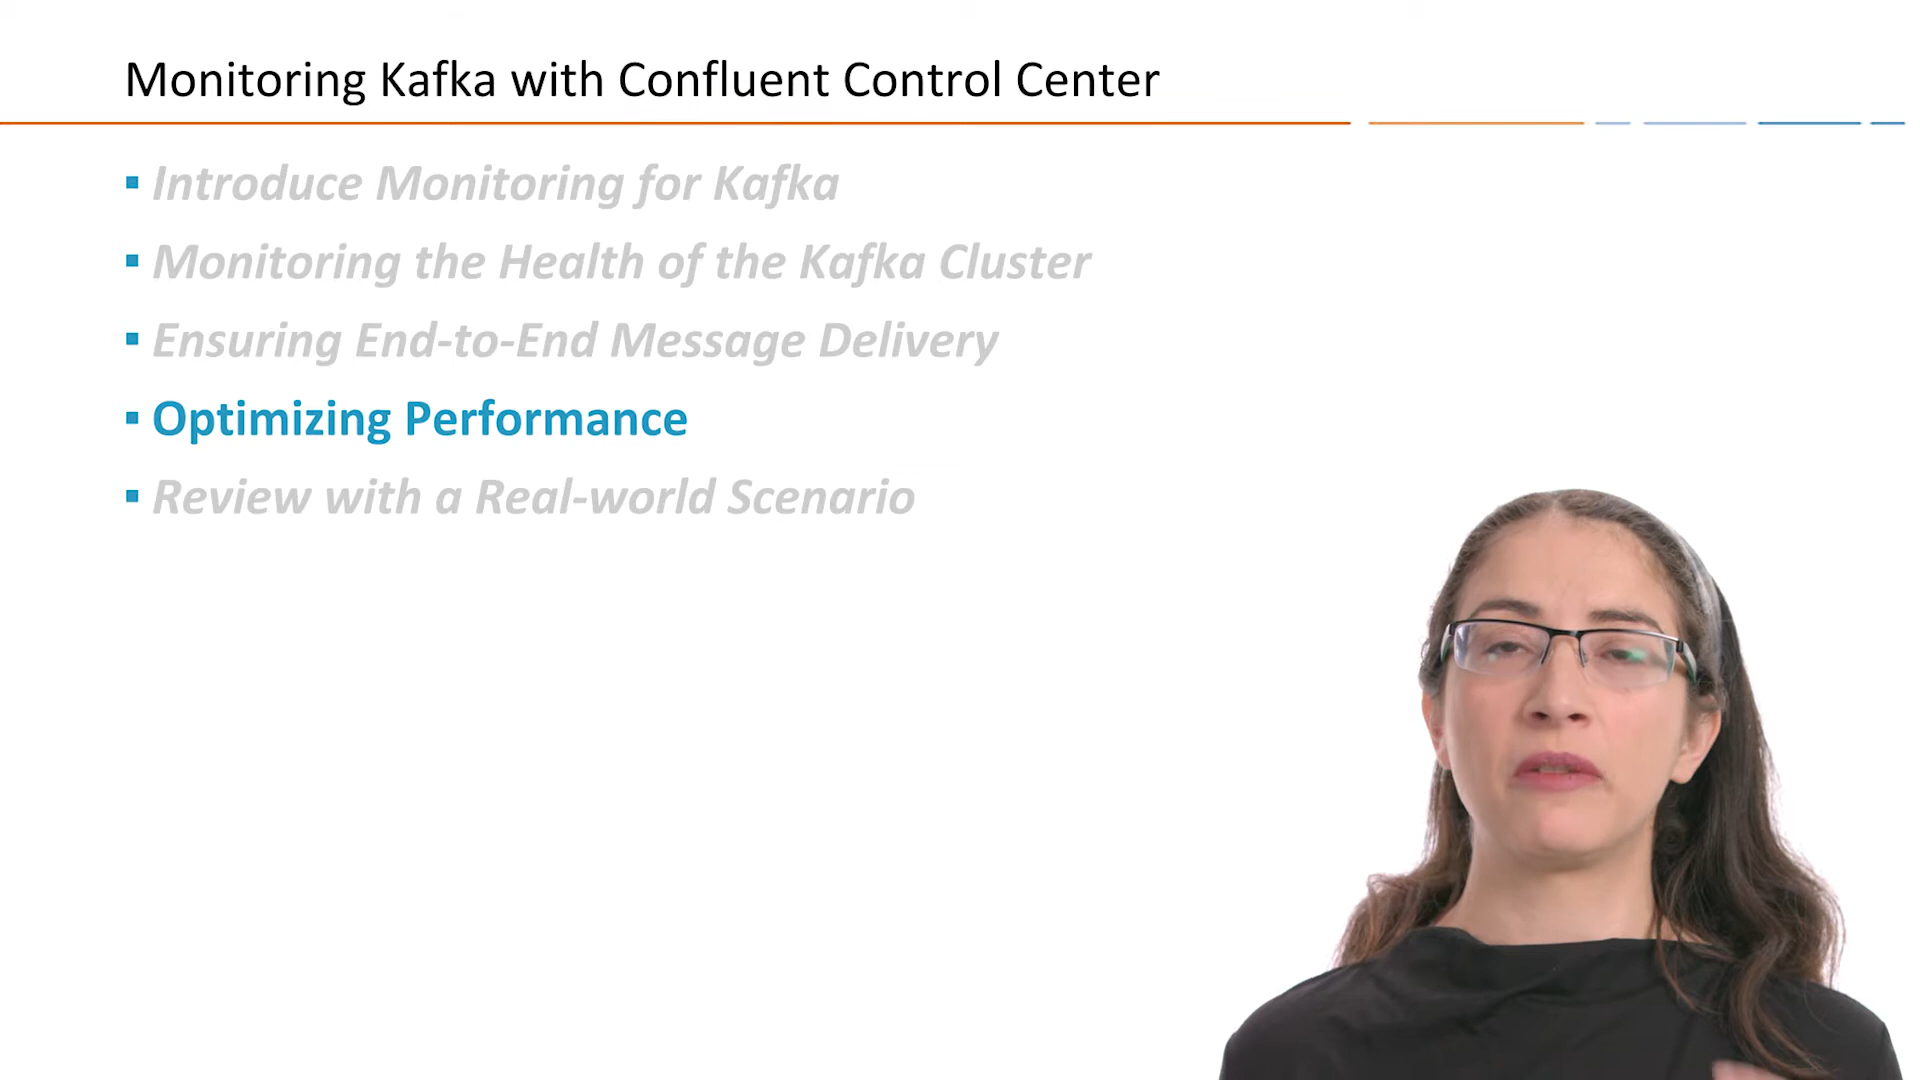 Monitoring Kafka with Confluent Control Center
Introduce Monitoring for Kafka
Monitoring the Health of the Kafka Cluster
Ensuring End-to-End Message Delivery
Optimizing Performance
Review with a Real-world Scenario